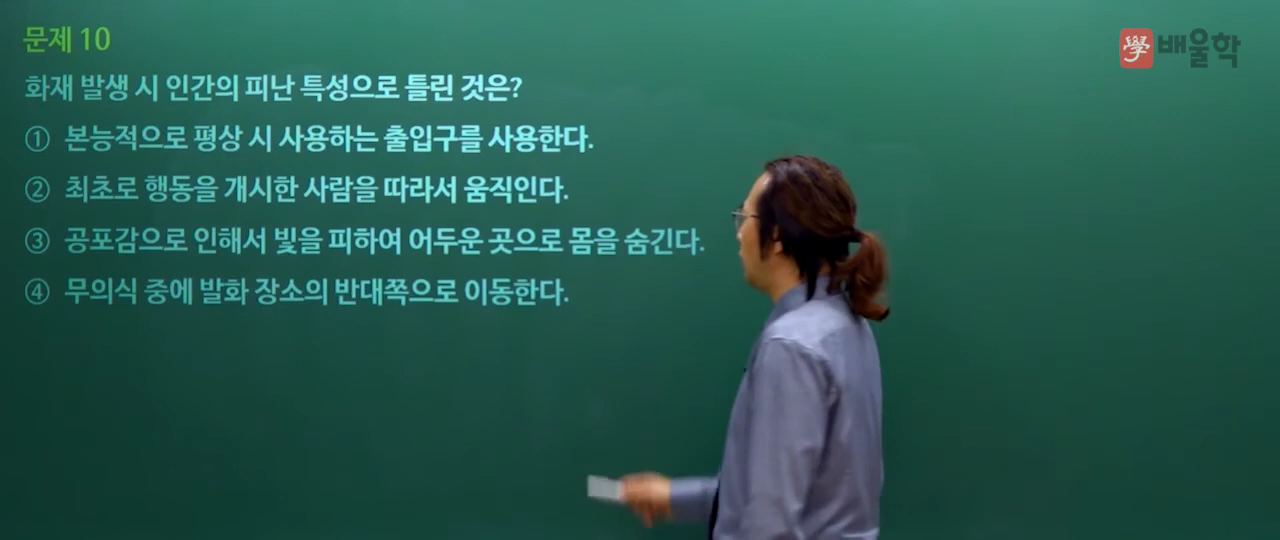 문제 10
學 배울학
화재 발생 시 인간의 피난 특성으로 틀린 것은?
① 본능적으로 평상 시 사용하는 출입구를 사용한다.
② 최초로 행동을 개시한 사람을 따라서 움직인다.
③ 공포감으로 인해서 빛을 피하여 어두운 곳으로 몸을 숨긴다.
④ 무의식 중에 발화 장소의 반대쪽으로 이동한다.